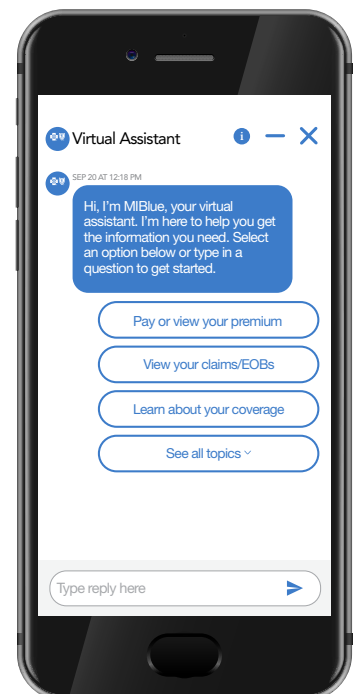 Virtual Assistant
SEP 20 AT 12:18 PM
Hi, I'm MIBlue, your virtual
assistant. I'm here to help you get
the information you need. Select
an option below or type in a
question to get started.
Pay or view your premium
View your claims/EOBs
Learn about your coverage
See all topics
Type reply here